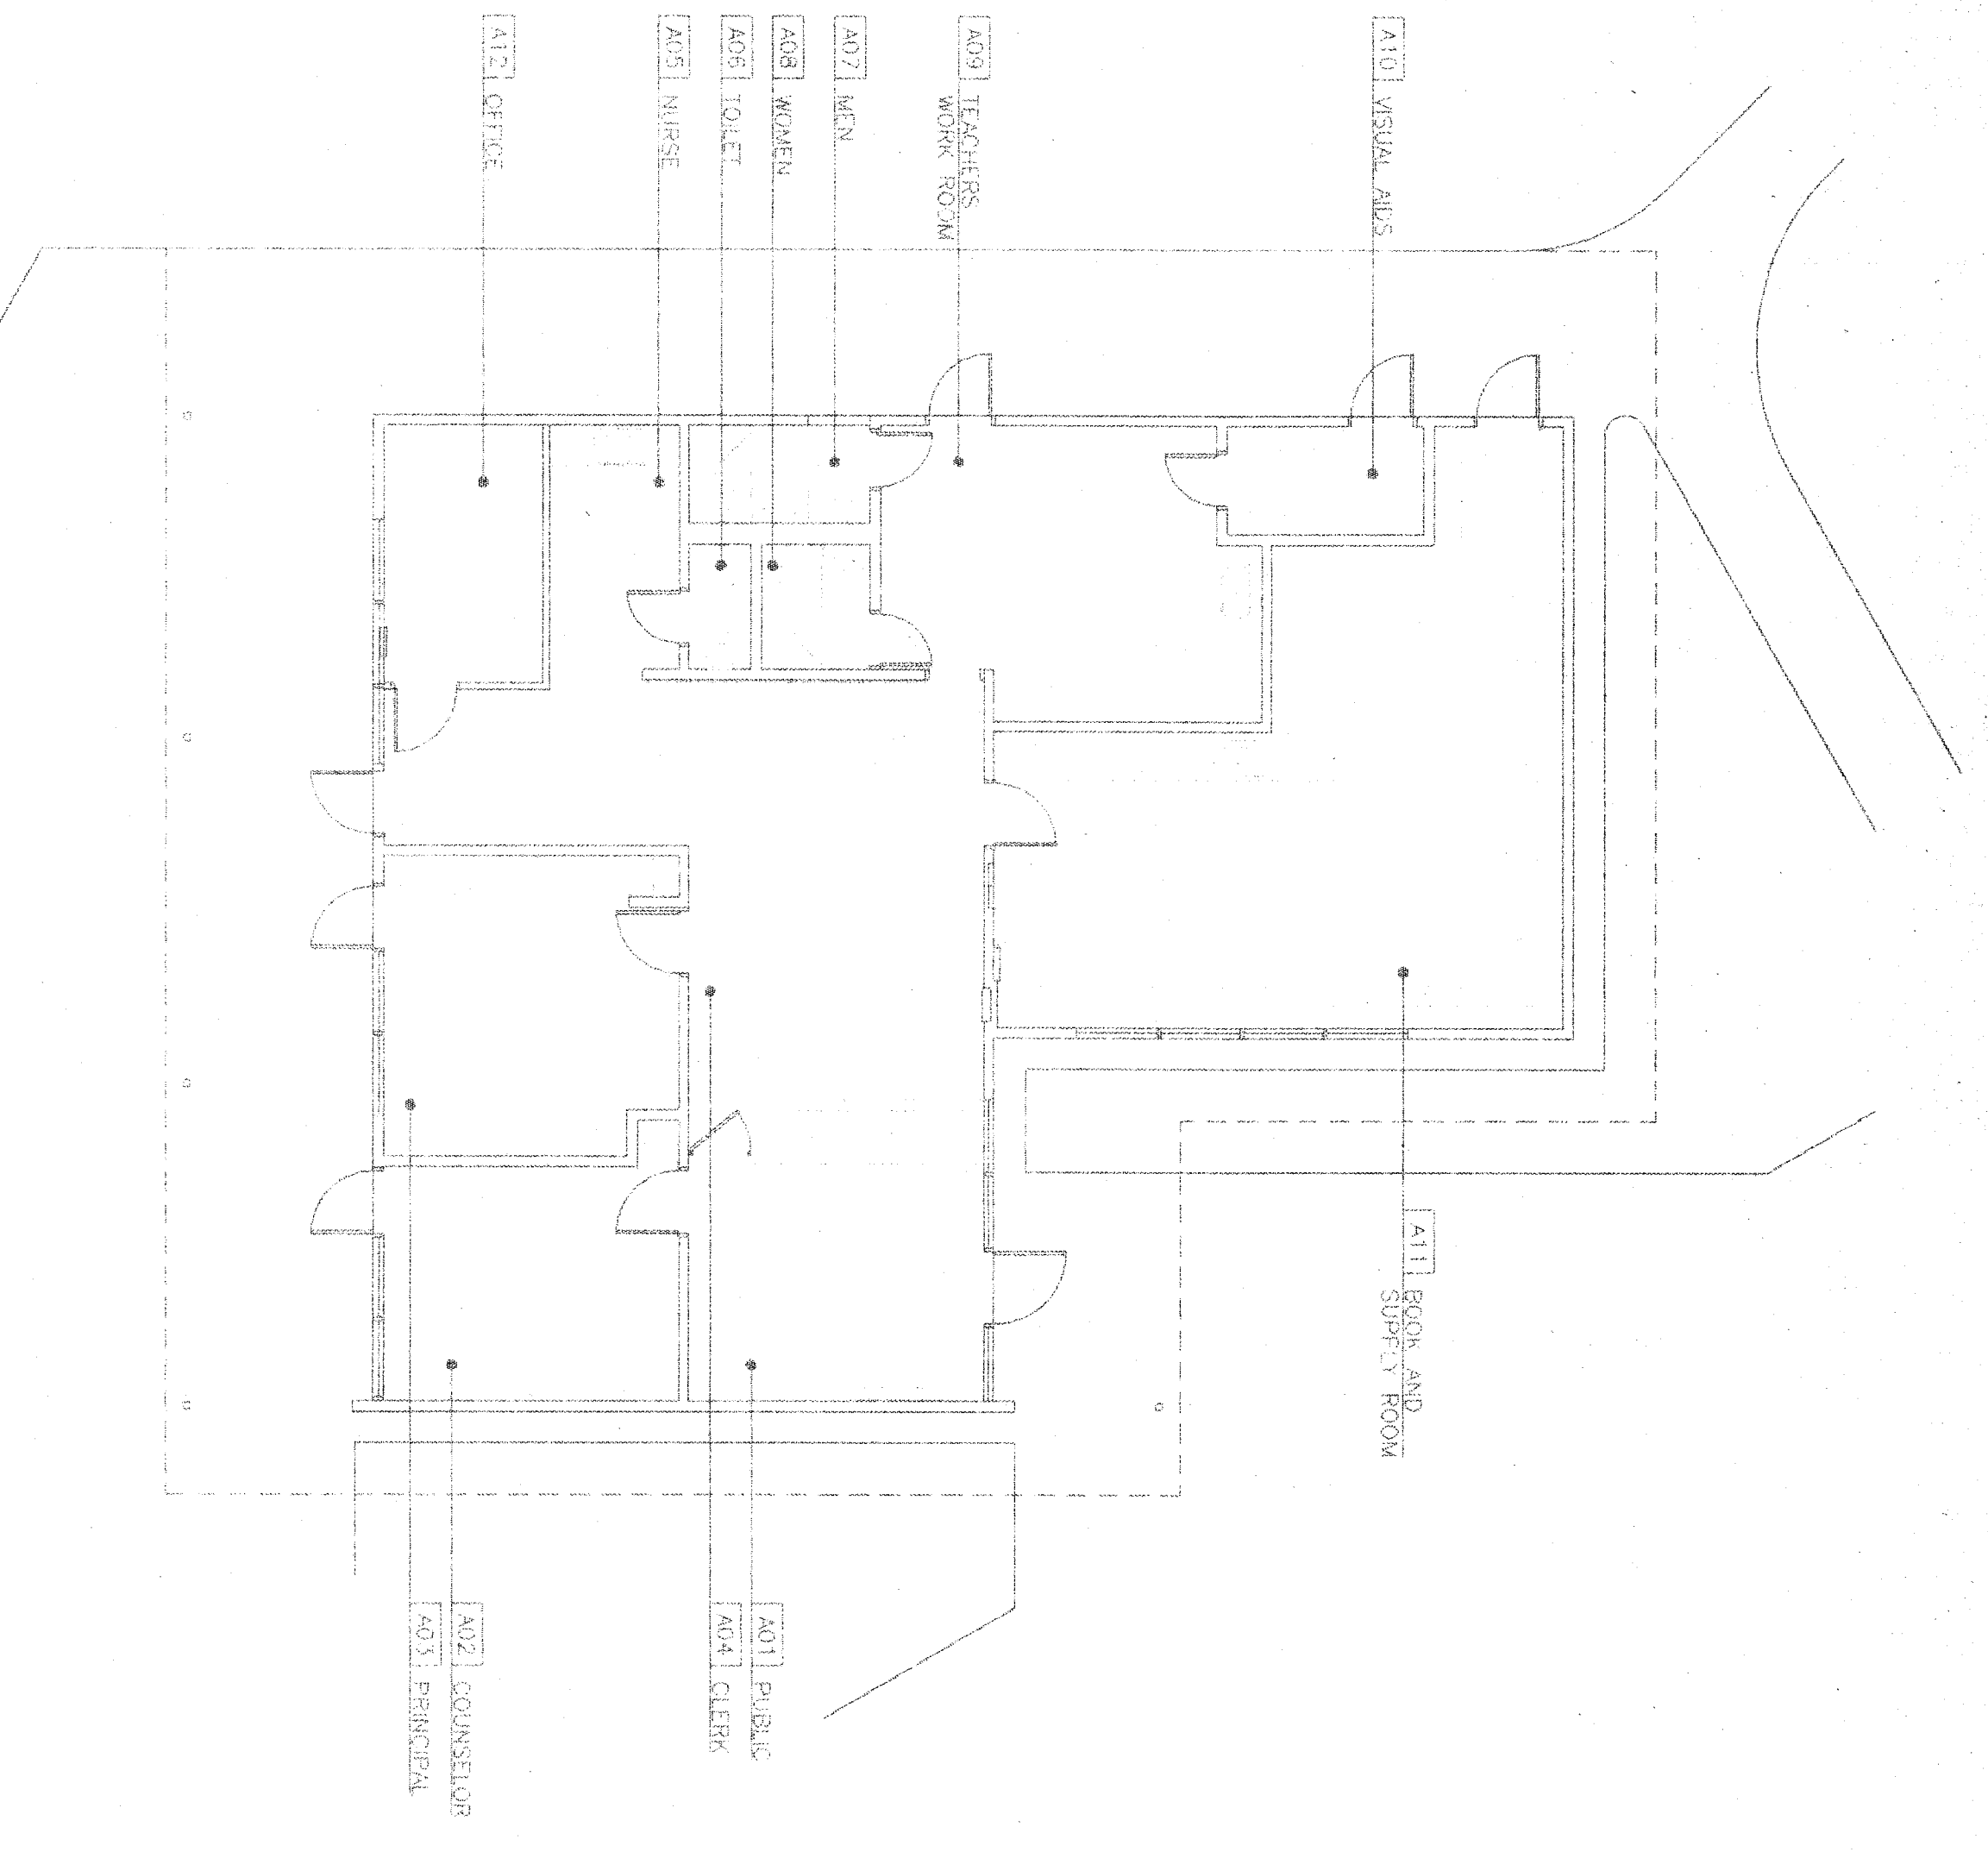 A10 VISUAL AIDS
A09 TEACHERS
WORK ROOM
A07 MEN
A08 WOMEN
A06 TOILET
A05 NURSE
A12 OFFICE
A11 BOOK AND
SUPPLY ROOM
A01 PUBLIC
A04 CLERK
A02 COUNSELOR
A03 PRINCIPAL